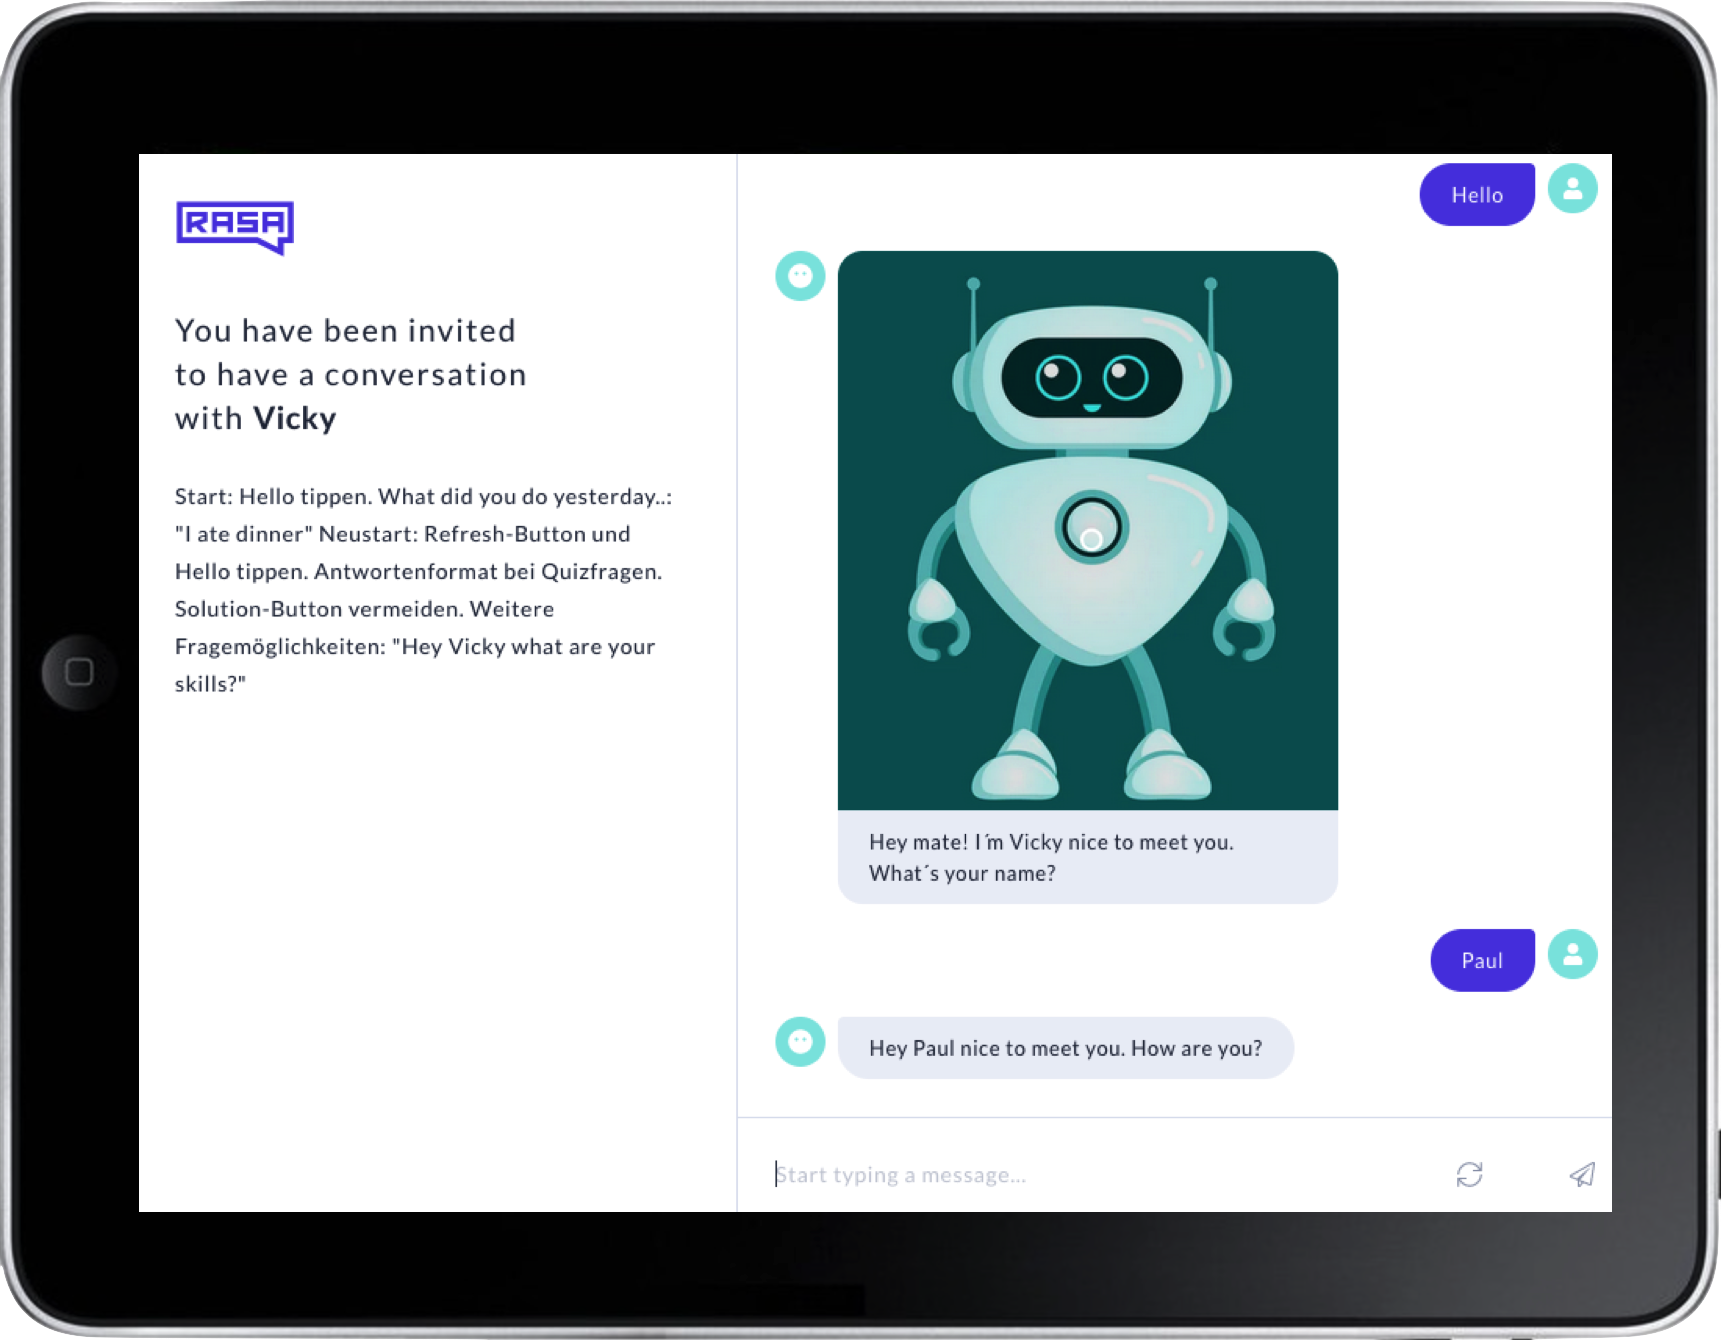 RASA
You have been invited
to have a conversation
with Vicky
Start: Hello tippen. What did you do yesterday..:
"I ate dinner" Neustart: Refresh-Button und
Hello tippen. Antwortenformat bei Quizfragen.
Solution-Button vermeiden. Weitere
Fragemöglichkeiten: "Hey Vicky what are your
skills?"
Hello
Hey mate! I´m Vicky nice to meet you.
What´s your name?
Paul
Hey Paul nice to meet you. How are you?
Start typing a message...